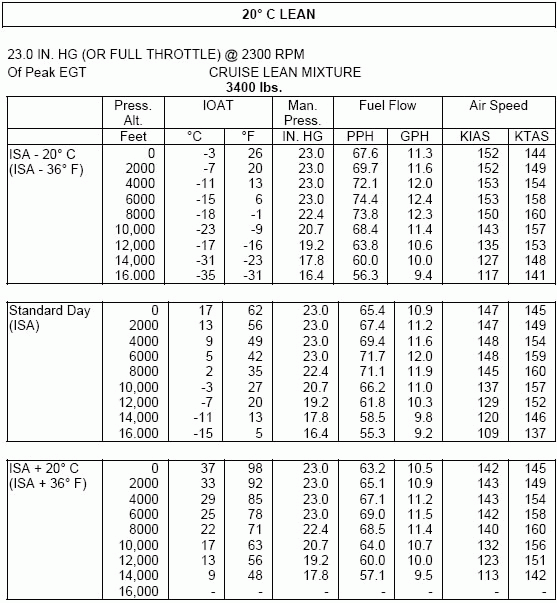 20° C LEAN
23.0 IN. HG (OR FULL THROTTLE) @ 2300 RPM
Of Peak EGT CRUISE LEAN MIXTURE
3400 lbs.
Press. IOAT Man. Fuel Flow Air Speed
Alt. Press.
Feet °C °F IN. HG PPH GPH KIAS KTAS
ISA - 20° C 0 -3 26 23.0 67.6 11.3 152 144
(ISA - 36° F) 2000 -7 20 23.0 69.7 11.6 152 149
4000 -11 13 23.0 72.1 12.0 153 154
6000 -15 6 23.0 74.4 12.4 153 158
8000 -18 -1 22.4 73.8 12.3 150 160
10,000 -23 -9 20.7 68.4 11.4 143 157
12,000 -17 -16 19.2 63.8 10.6 135 153
14,000 -31 -23 17.8 60.0 10.0 127 148
16.000 -35 -31 16.4 56.3 9.4 117 141
Standard Day 0 17 62 23.0 65.4 10.9 147 145
(ISA) 2000 13 56 23.0 67.4 11.2 147 149
4000 9 49 23.0 69.4 11.6 148 154
6000 5 42 23.0 71.7 12.0 148 159
8000 2 35 22.4 71.1 11.9 145 160
10,000 -3 27 20.7 66.2 11.0 137 157
12,000 -7 20 19.2 61.8 10.3 129 152
14,000 -11 13 17.8 58.5 9.8 120 146
16.000 -15 5 16.4 55.3 9.2 109 137
ISA + 20° C 0 37 98 23.0 63.2 10.5 142 145
(ISA + 36° F) 2000 33 92 23.0 65.1 10.9 143 149
4000 29 85 23.0 67.1 11.2 143 154
6000 25 78 23.0 69.0 11.5 142 158
8000 22 71 22.4 68.5 11.4 140 160
10,000 17 63 20.7 64.0 10.7 132 156
12,000 13 56 19.2 60.0 10.0 123 151
14,000 9 48 17.8 57.1 9.5 113 142
16,000 - - - - - - -